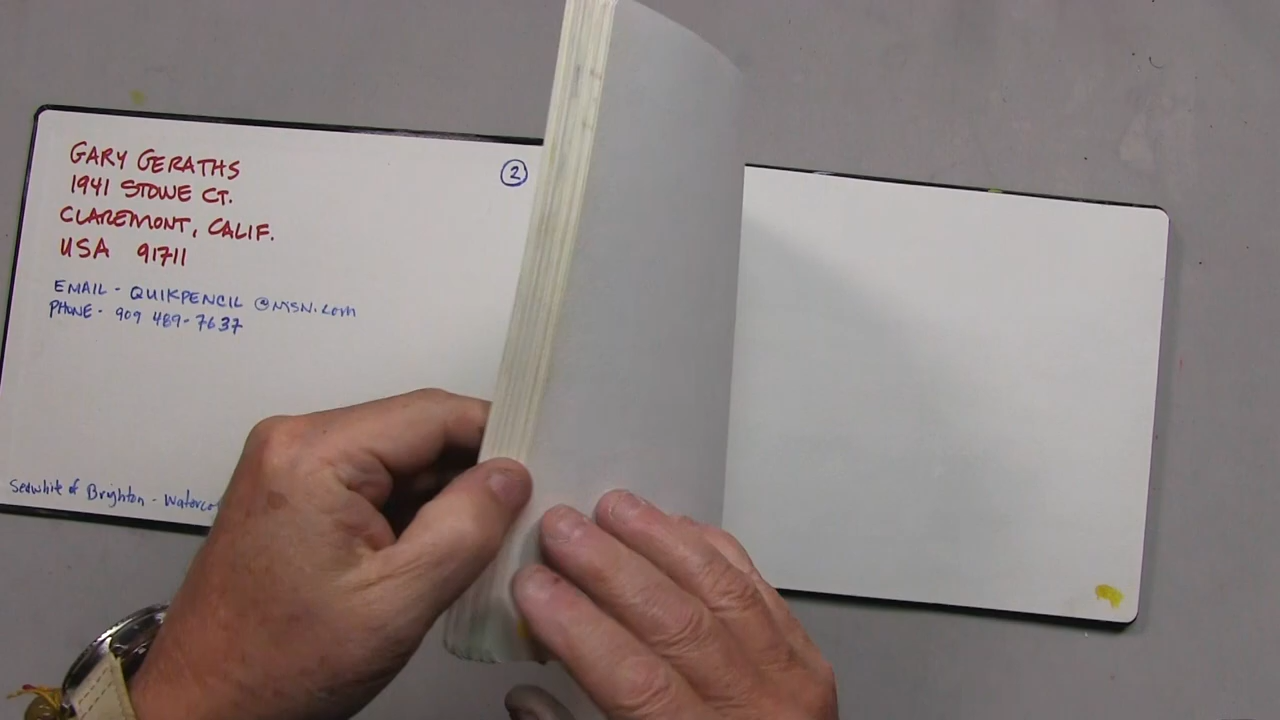 GARY GERATHS
1941 STOWE CT.
CLAREMONT, CALIF.
USA 91711
②
EMAIL - QUIKPENCIL @MSN.com
PHONE - 909 489-7637
Seawhite of Brighton - Waterco